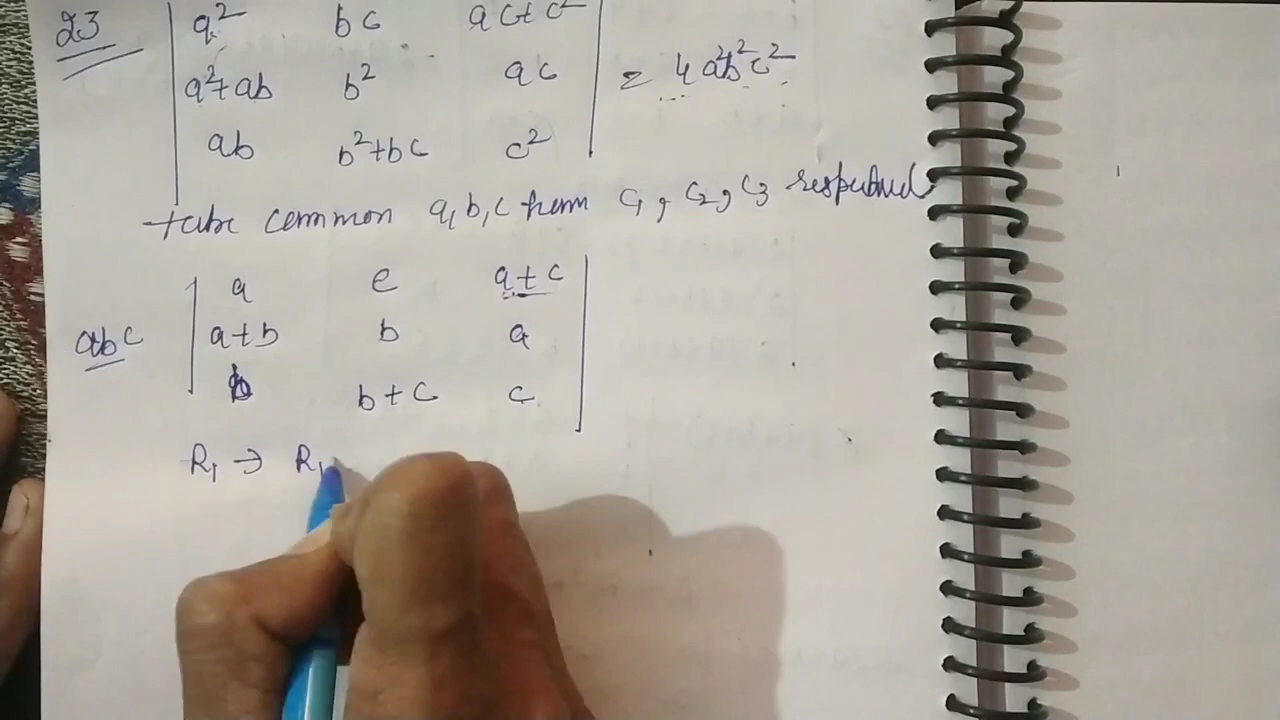 23 | a² bc ac+c² |
| a²+ab b² ac | = 4a²b²c²
| ab b²+bc c² |
take common a, b, c from C₁, C₂, C₃
| a c a+c |
abc | a+b b a |
| b b+c c |
R₁ → R₁